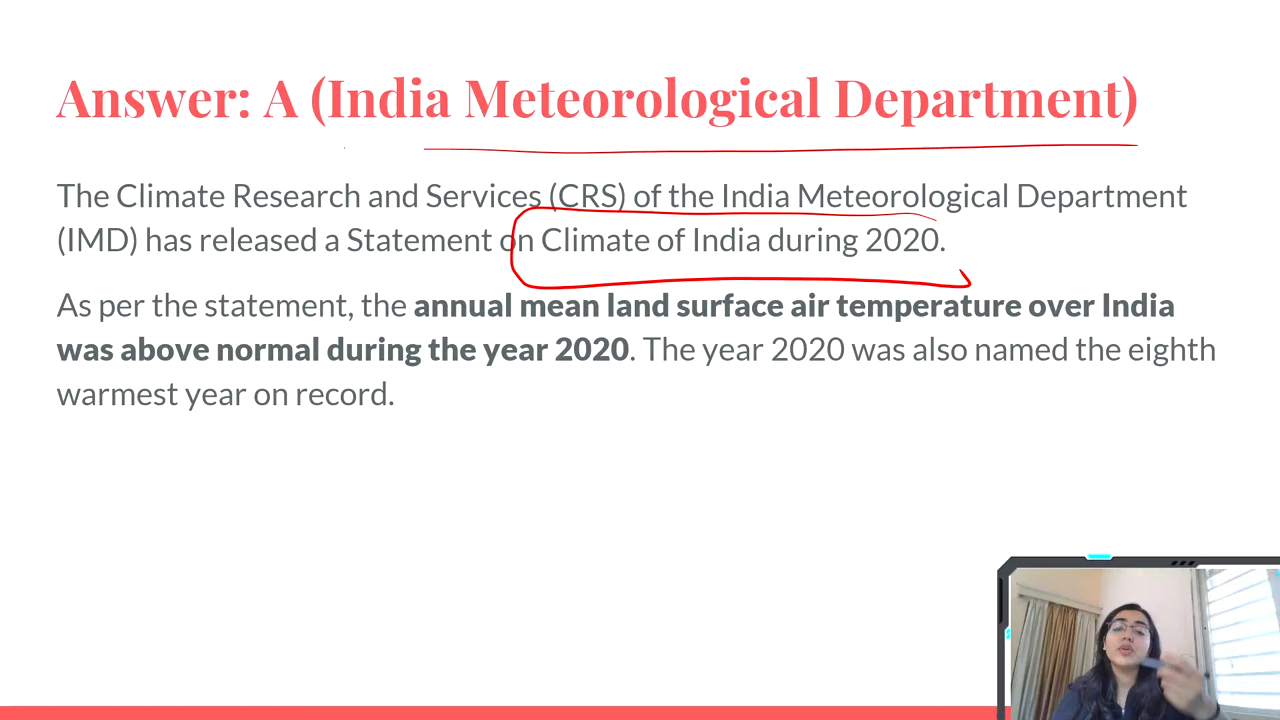 Answer: A (India Meteorological Department)
The Climate Research and Services (CRS) of the India Meteorological Department
(IMD) has released a Statement on Climate of India during 2020.
As per the statement, the annual mean land surface air temperature over India
was above normal during the year 2020. The year 2020 was also named the eighth
warmest year on record.